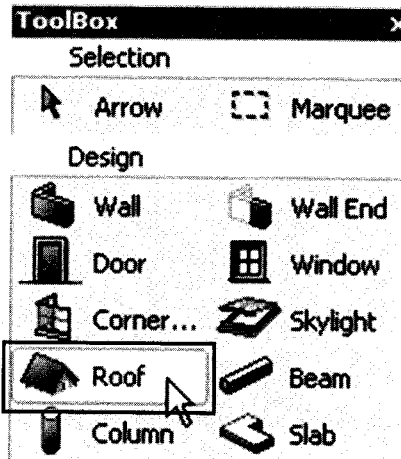 ToolBox x
Selection
Arrow Marquee
Design
Wall Wall End
Door Window
Corner... Skylight
Roof Beam
Column Slab